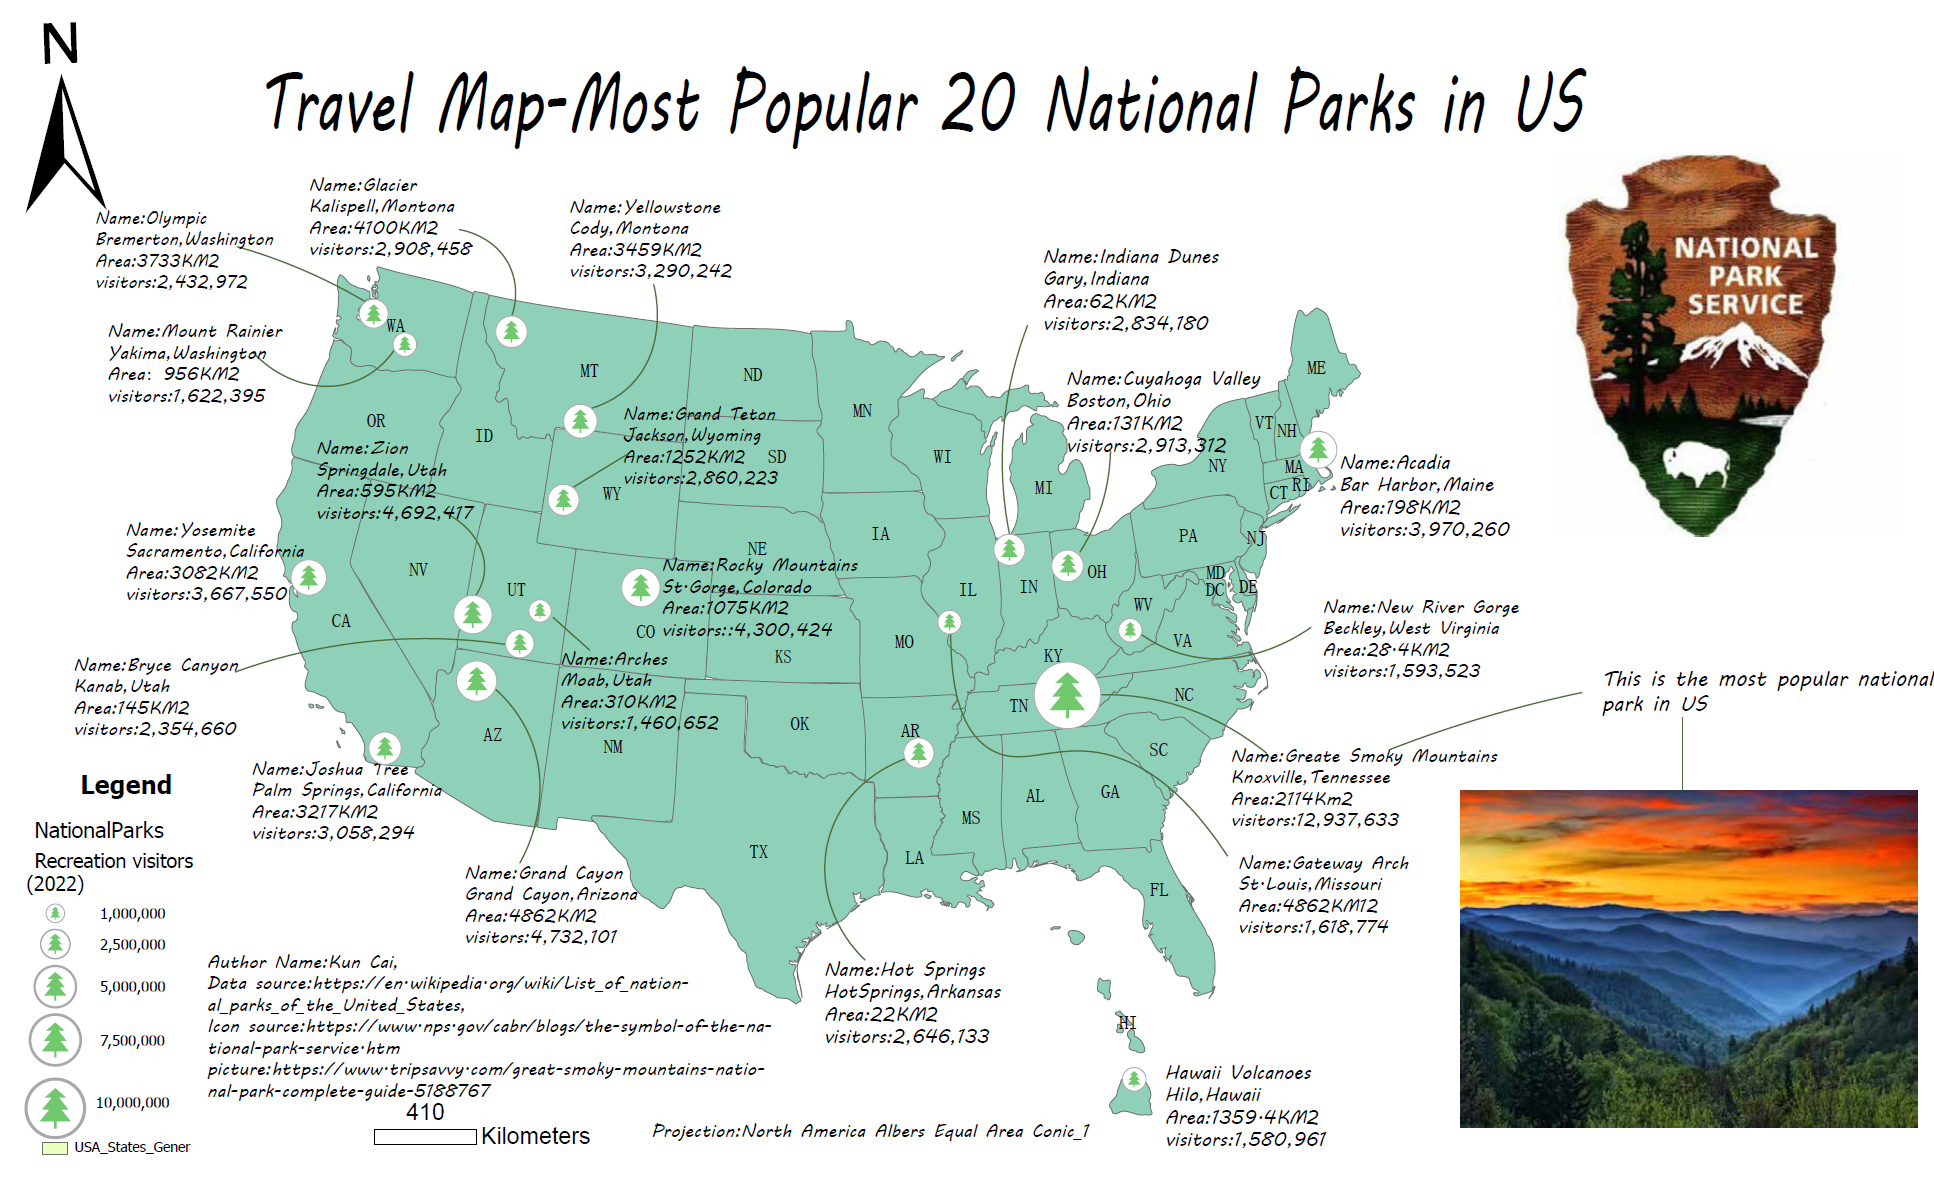 N
Travel Map-Most Popular 20 National Parks in US
NATIONAL
PARK
SERVICE
Name:Olympic
Bremerton,Washington
Area:3733KM2
visitors:2,432,972
Name:Glacier
Kalispell,Montona
Area:4100KM2
visitors:2,908,458
Name:Yellowstone
Cody,Montona
Area:3459KM2
visitors:3,290,242
Name:Indiana Dunes
Gary,Indiana
Area:62KM2
visitors:2,834,180
Name:Mount Rainier
Yakima,Washington
Area: 956KM2
visitors:1,622,395
Name:Cuyahoga Valley
Boston,Ohio
Area:131KM2
visitors:2,913,312
Name:Grand Teton
Jackson,Wyoming
Area:1252KM2
visitors:2,860,223
Name:Zion
Springdale,Utah
Area:595KM2
visitors:4,692,417
Name:Acadia
Bar Harbor,Maine
Area:198KM2
visitors:3,970,260
Name:Yosemite
Sacramento,California
Area:3082KM2
visitors:3,667,550
Name:Rocky Mountains
St·Gorge,Colorado
Area:1075KM2
visitors::4,300,424
Name:New River Gorge
Beckley,West Virginia
Area:28·4KM2
visitors:1,593,523
Name:Bryce Canyon
Kanab,Utah
Area:145KM2
visitors:2,354,660
Name:Arches
Moab,Utah
Area:310KM2
visitors:1,460,652
This is the most popular national
park in US
Name:Greate Smoky Mountains
Knoxville,Tennessee
Area:2114Km2
visitors:12,937,633
Name:Joshua Tree
Palm Springs,California
Area:3217KM2
visitors:3,058,294
Name:Grand Cayon
Grand Cayon,Arizona
Area:4862KM2
visitors:4,732,101
Name:Gateway Arch
St·Louis,Missouri
Area:4862KM12
visitors:1,618,774
Name:Hot Springs
HotSprings,Arkansas
Area:22KM2
visitors:2,646,133
Hawaii Volcanoes
Hilo,Hawaii
Area:1359·4KM2
visitors:1,580,961
WA
MT
ND
MN
ME
OR
ID
SD
WI
VT
NH
NY
MA
WY
MI
CT
RI
IA
PA
NJ
NE
NV
UT
IL
IN
OH
MD
DC
DE
CA
CO
MO
WV
VA
KS
KY
NC
TN
AZ
NM
OK
AR
SC
AL
GA
MS
TX
LA
FL
HI
Legend
NationalParks
Recreation visitors
(2022)
1,000,000
2,500,000
5,000,000
7,500,000
10,000,000
USA_States_Gener
Author Name:Kun Cai,
Data source:https://en·wikipedia·org/wiki/List_of_nation-
al_parks_of_the_United_States,
Icon source:https://www·nps·gov/cabr/blogs/the-symbol-of-the-na-
tional-park-service·htm
picture:https://www·tripsavvy·com/great-smoky-mountains-natio-
nal-park-complete-guide-5188767
410
Kilometers
Projection:North America Albers Equal Area Conic_1